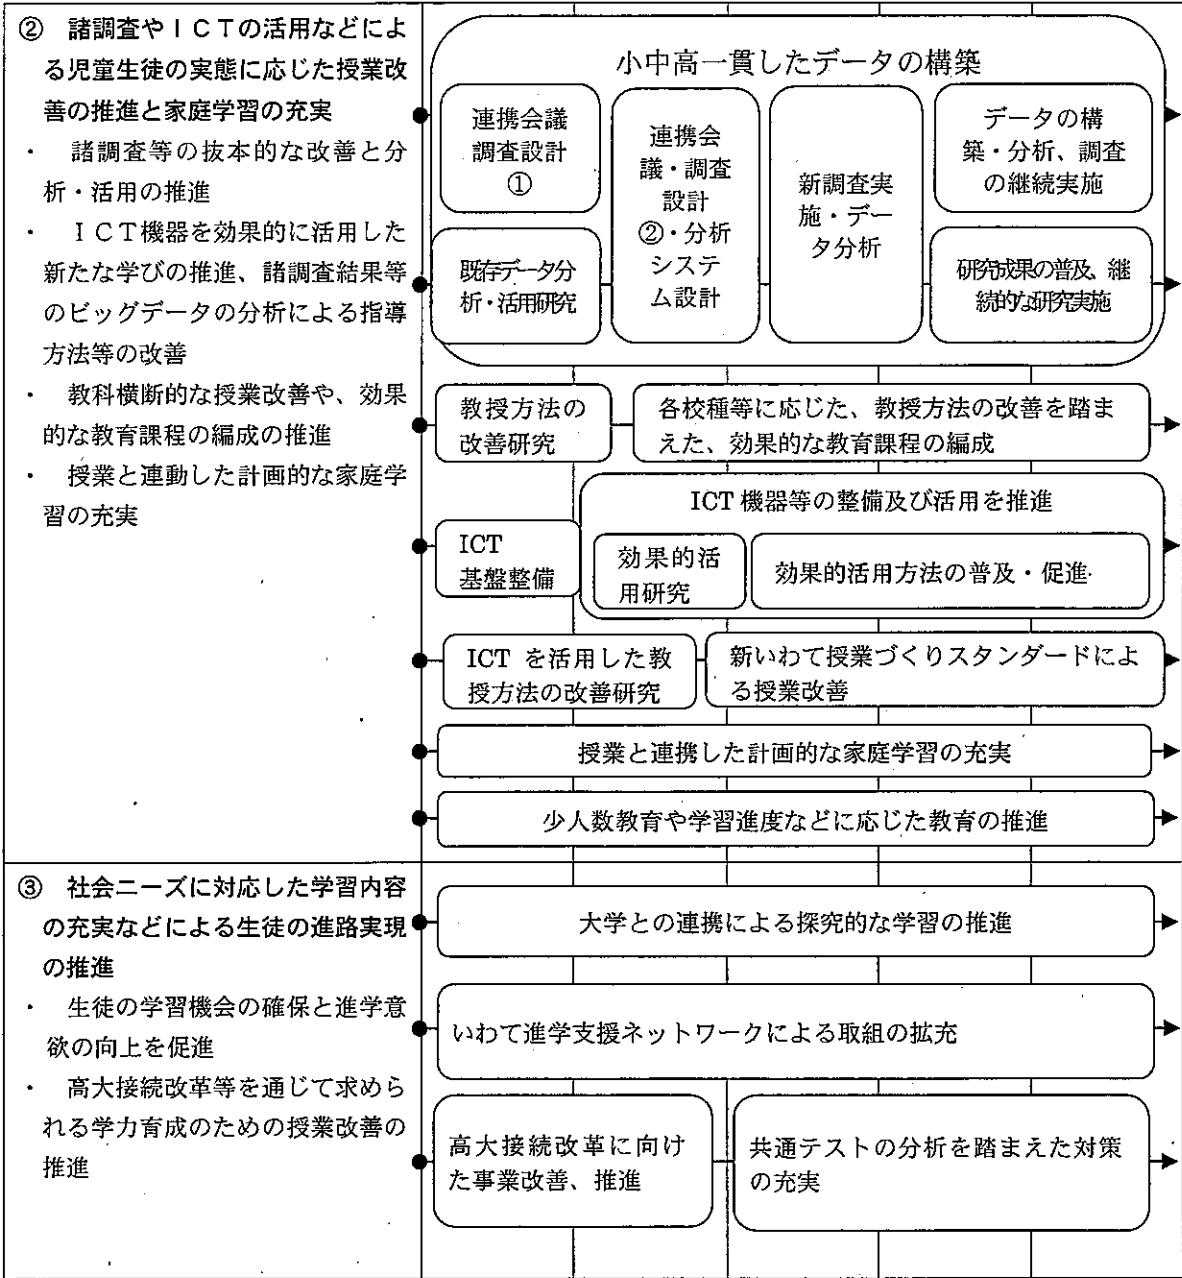 ② 諸調査やＩＣＴの活用などによ
る児童生徒の実態に応じた授業改
善の推進と家庭学習の充実
・ 諸調査等の抜本的な改善と分
析・活用の推進
・ ＩＣＴ機器を効果的に活用した
新たな学びの推進、諸調査結果等
のビッグデータの分析による指導
方法等の改善
・ 教科横断的な授業改善や、効果
的な教育課程の編成の推進
・ 授業と連動した計画的な家庭学
習の充実
小中高一貫したデータの構築
連携会議
調査設計
①
既存データ分
析・活用研究
連携会
議・調査
設計
②・分析
システ
ム設計
新調査実
施・デー
タ分析
データの構
築・分析、調査
の継続実施
研究成果の普及、継
続的な研究実施
教授方法の
改善研究
各校種等に応じた、教授方法の改善を踏ま
えた、効果的な教育課程の編成
ICT
基盤整備
ICT 機器等の整備及び活用を推進
効果的活
用研究
効果的活用方法の普及・促進
ICT を活用した教
授方法の改善研究
新いわて授業づくりスタンダードによ
る授業改善
授業と連携した計画的な家庭学習の充実
少人数教育や学習進度などに応じた教育の推進
③ 社会ニーズに対応した学習内容
の充実などによる生徒の進路実現
の推進
・ 生徒の学習機会の確保と進学意
欲の向上を促進
・ 高大接続改革等を通じて求めら
れる学力育成のための授業改善の
推進
大学との連携による探究的な学習の推進
いわて進学支援ネットワークによる取組の拡充
高大接続改革に向け
た事業改善、推進
共通テストの分析を踏まえた対策
の充実